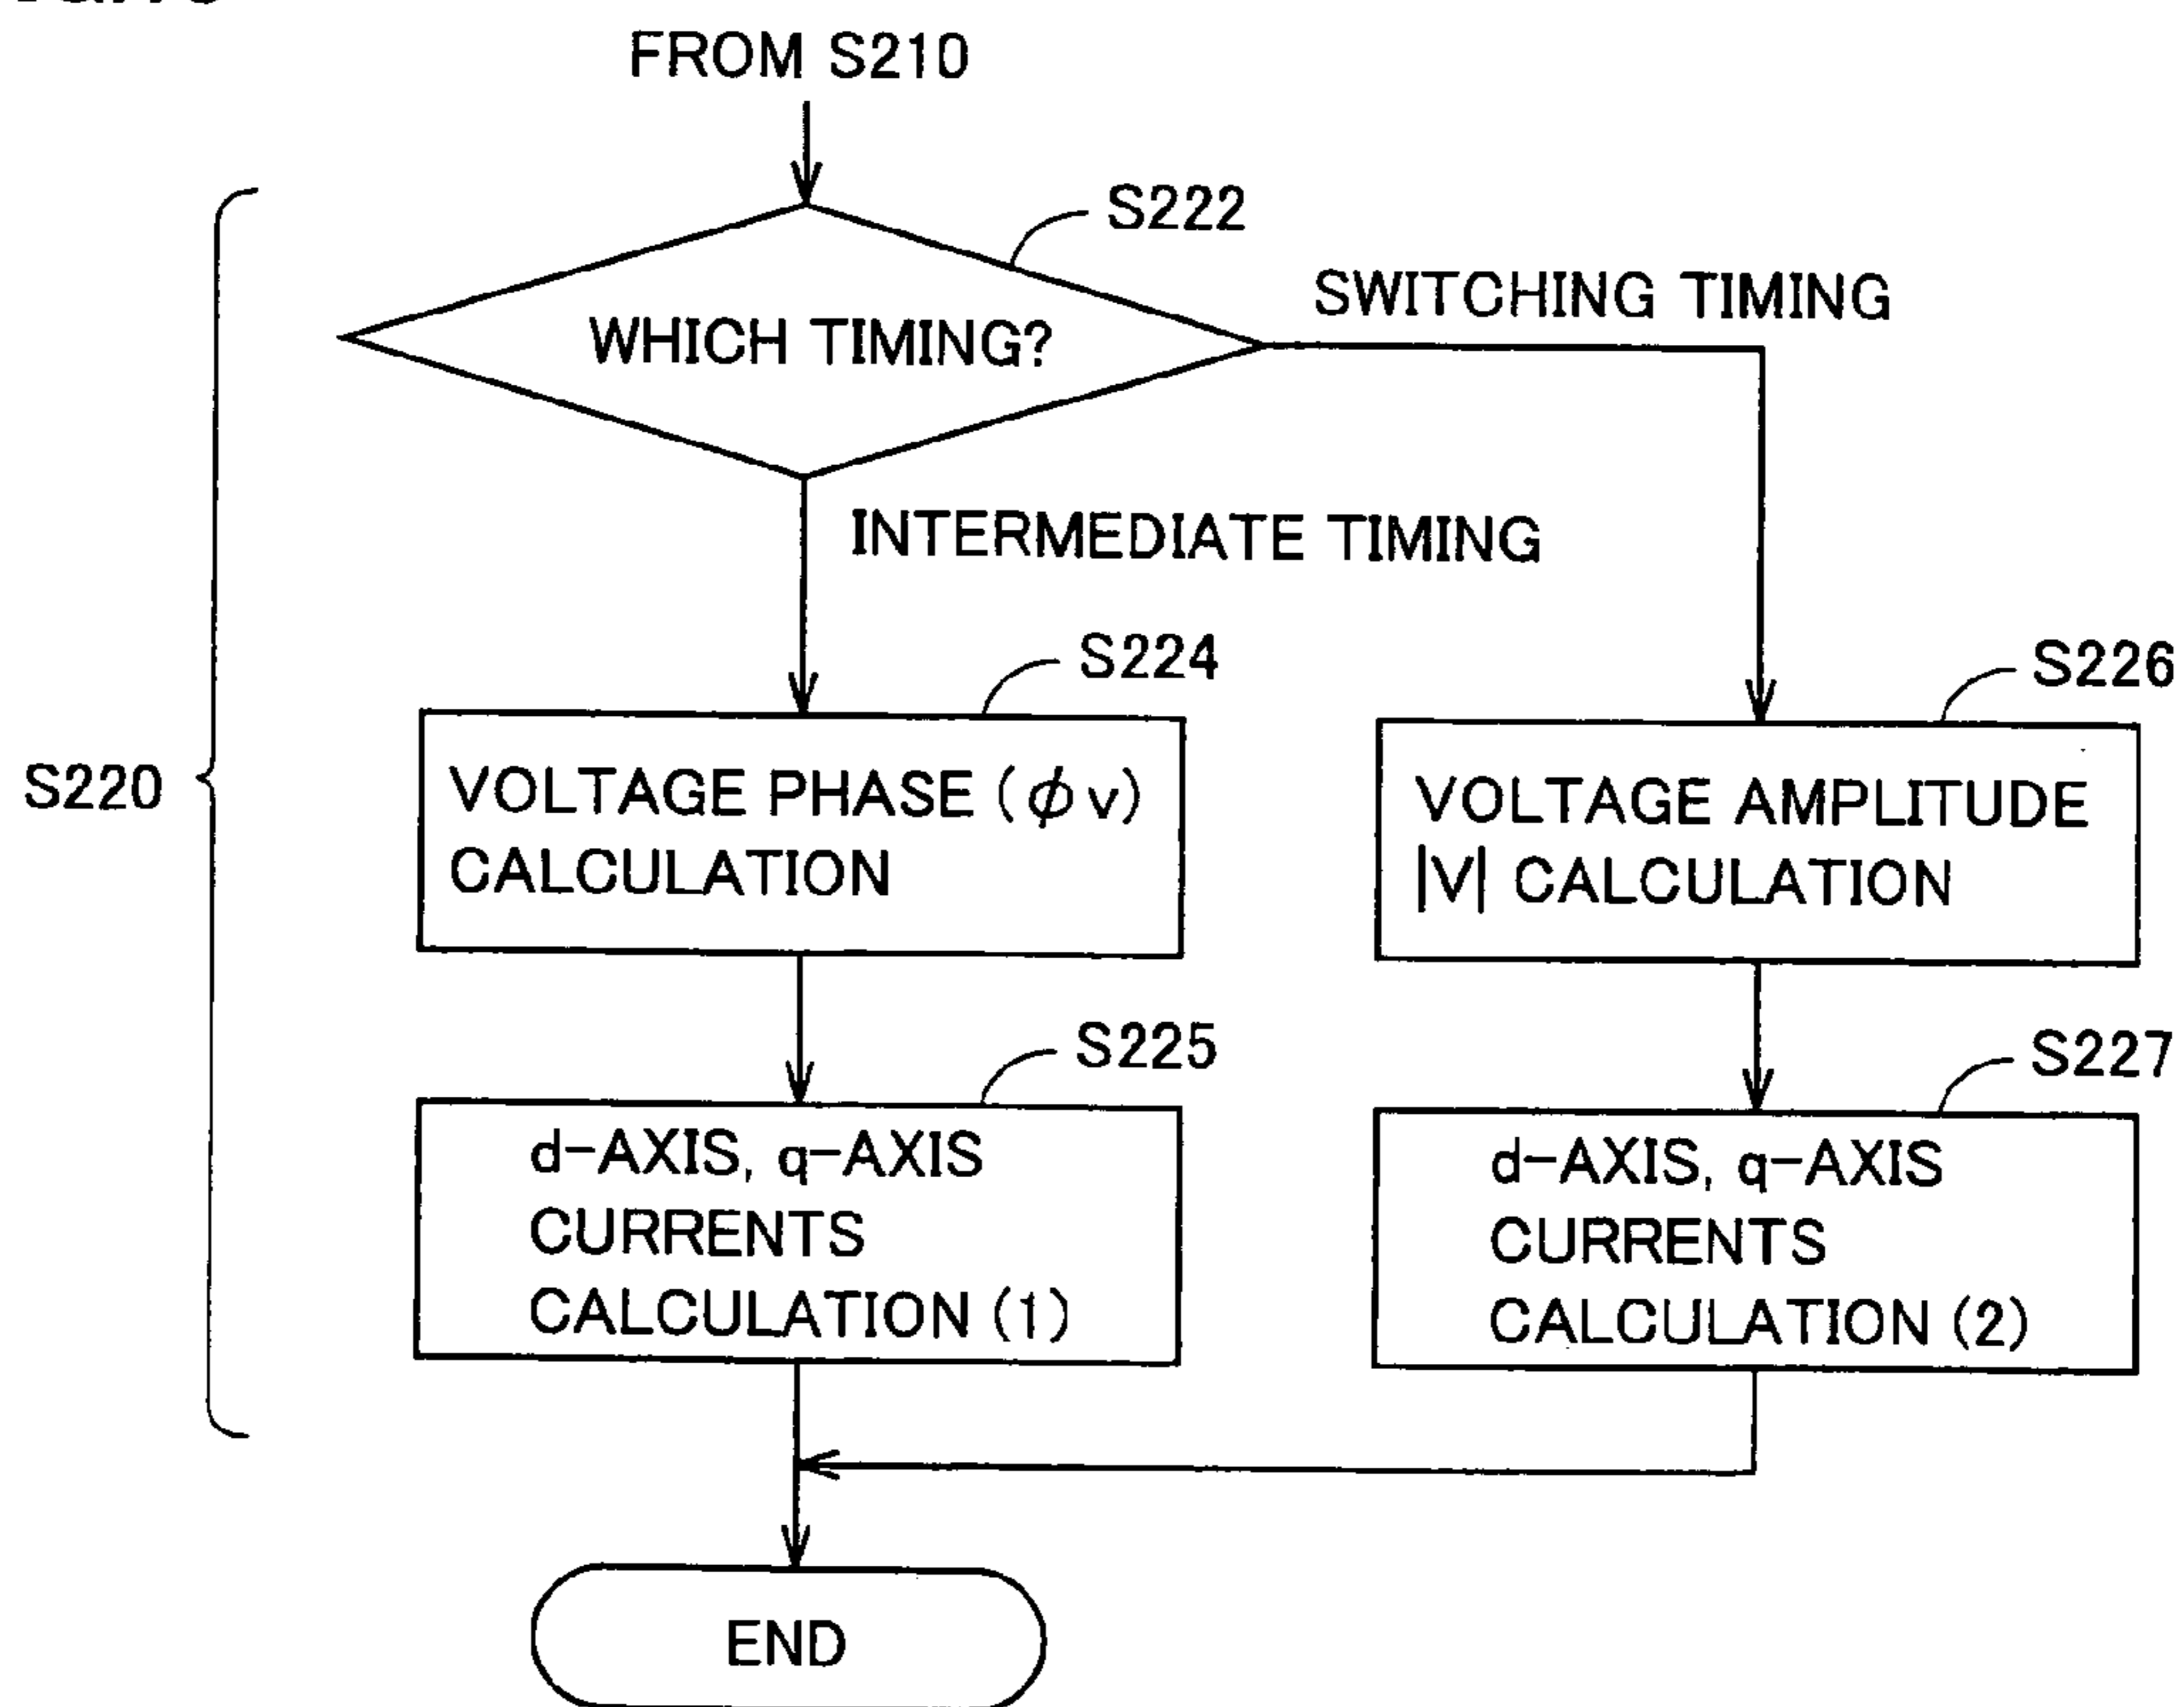 FROM S210
S222
SWITCHING TIMING
WHICH TIMING?
INTERMEDIATE TIMING
S224
S226
S220
VOLTAGE PHASE (ϕv)
CALCULATION
VOLTAGE AMPLITUDE
|V| CALCULATION
S225
S227
d-AXIS, q-AXIS
CURRENTS
CALCULATION (1)
d-AXIS, q-AXIS
CURRENTS
CALCULATION (2)
END